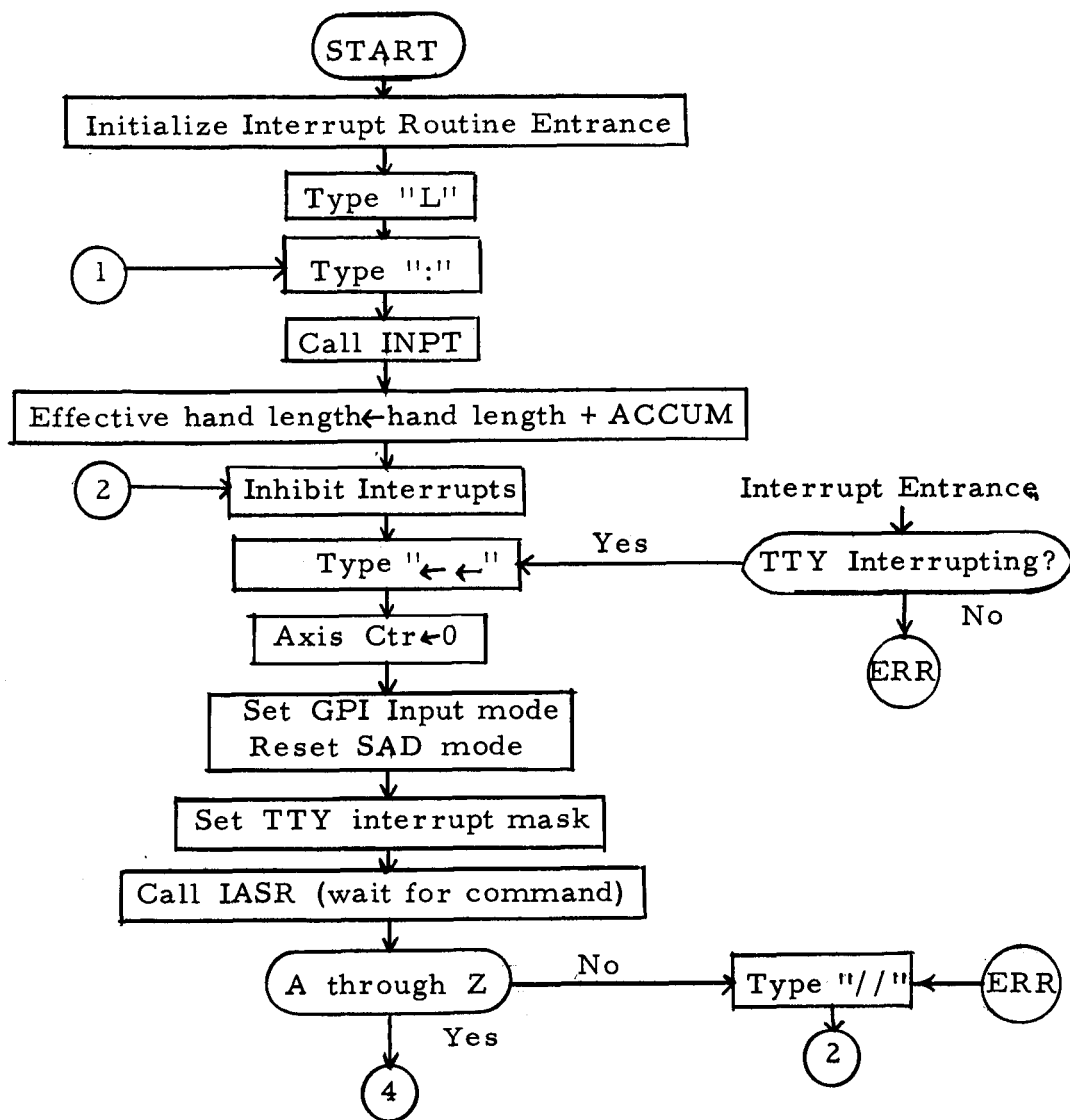 START
Initialize Interrupt Routine Entrance
Type "L"
1
Type ":"
Call INPT
Effective hand length←hand length + ACCUM
2
Inhibit Interrupts
Interrupt Entrance
Type "← ←"
Yes
TTY Interrupting?
No
Axis Ctr←0
ERR
Set GPI Input mode
Reset SAD mode
Set TTY interrupt mask
Call IASR (wait for command)
A through Z
No
Type "//"
ERR
Yes
2
4